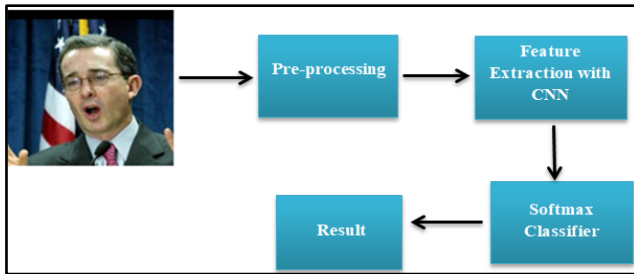 Pre-processing
Feature
Extraction with
CNN
Softmax
Classifier
Result